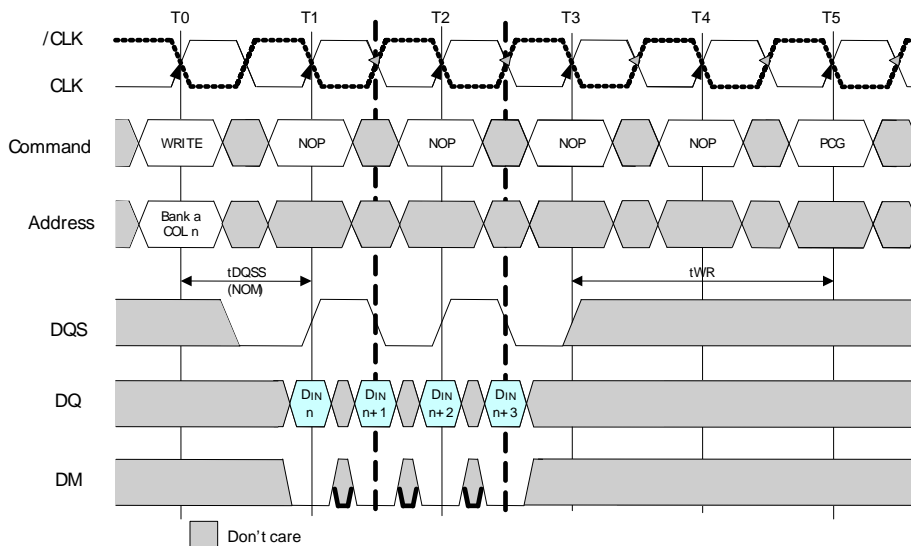 T0 T1 T2 T3 T4 T5
/CLK
CLK
Command WRITE NOP NOP NOP NOP PCG
Address Bank a
COL n
tDQSS
(NOM)
tWR
DQS
DQ DIN
n DIN
n+1 DIN
n+2 DIN
n+3
DM
Don't care